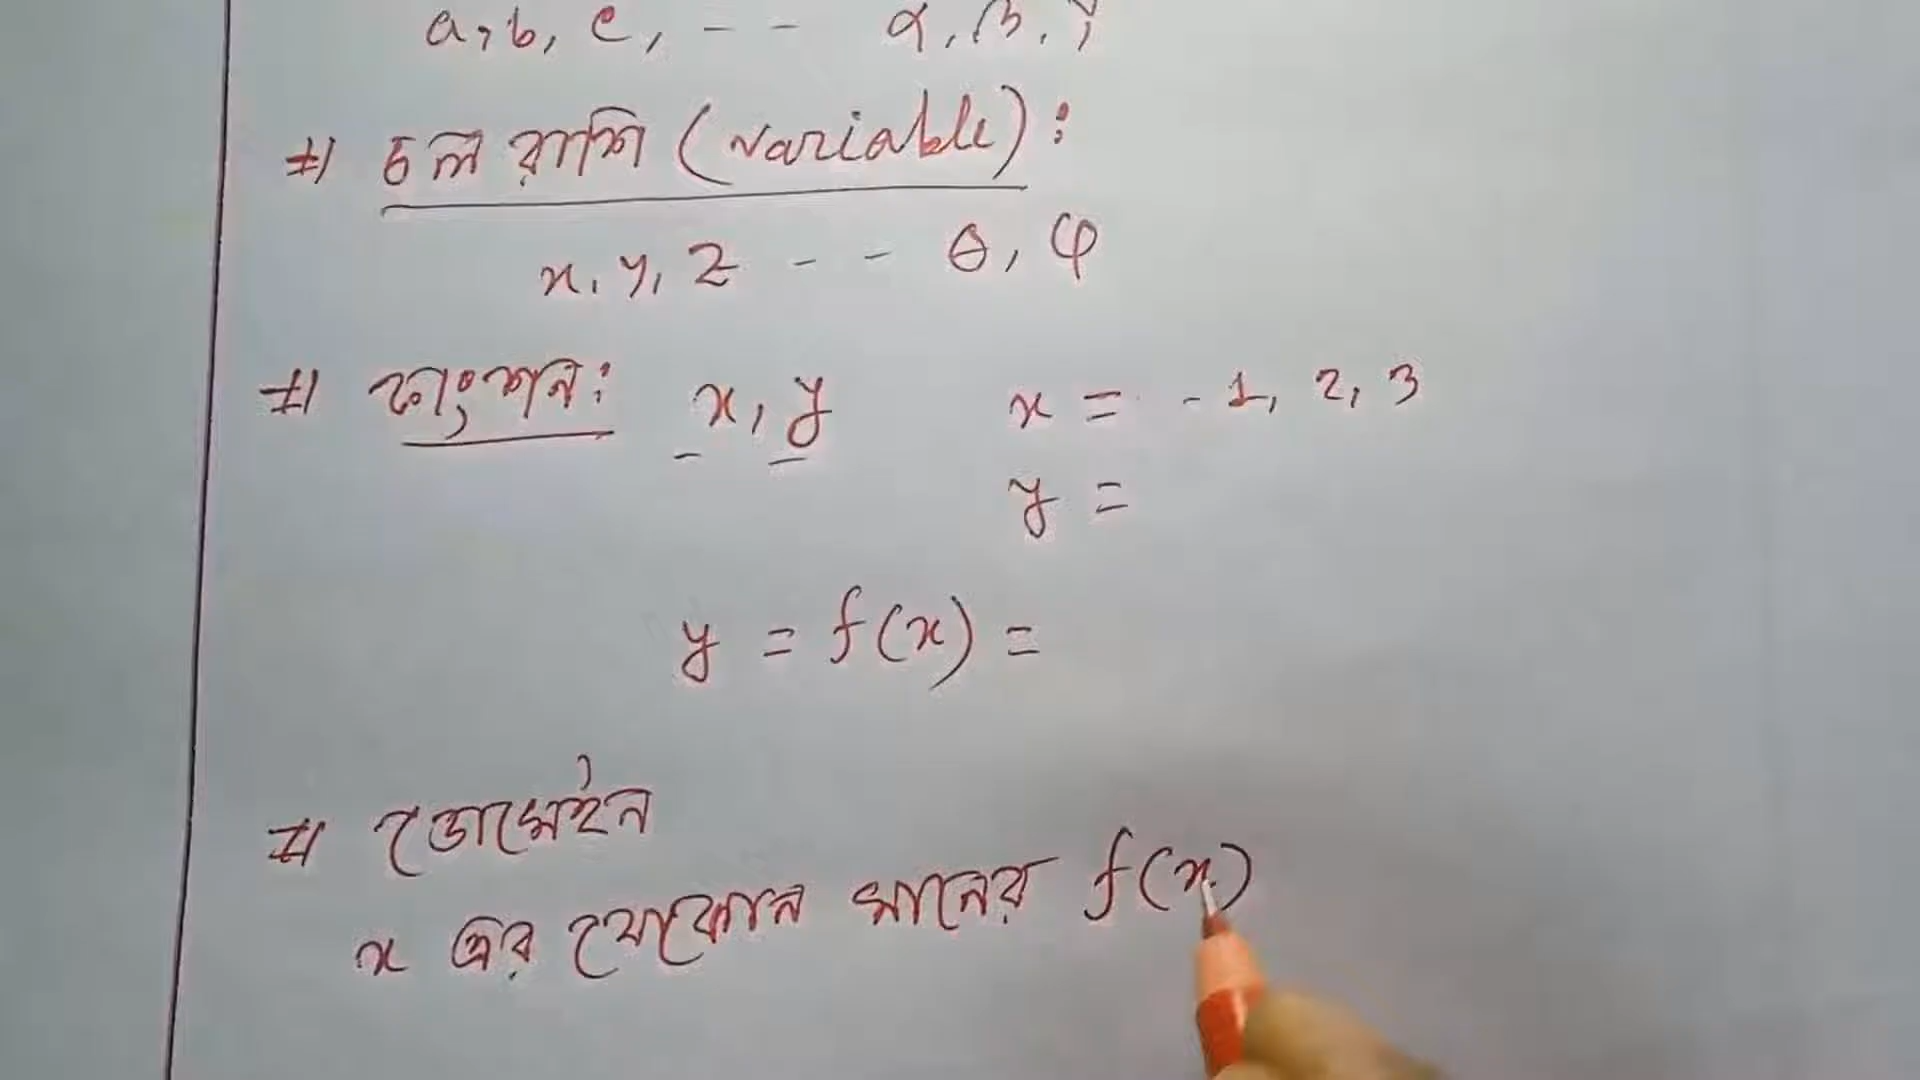 a, b, c, - - α, β, γ
# চল রাশি (variable) :
x, y, z - - θ, φ
# ফাংশন: x, y x = - 1, 2, 3
y =
y = f(x) =
# ডোমেইন
x এর যেকোন মানের f(x)